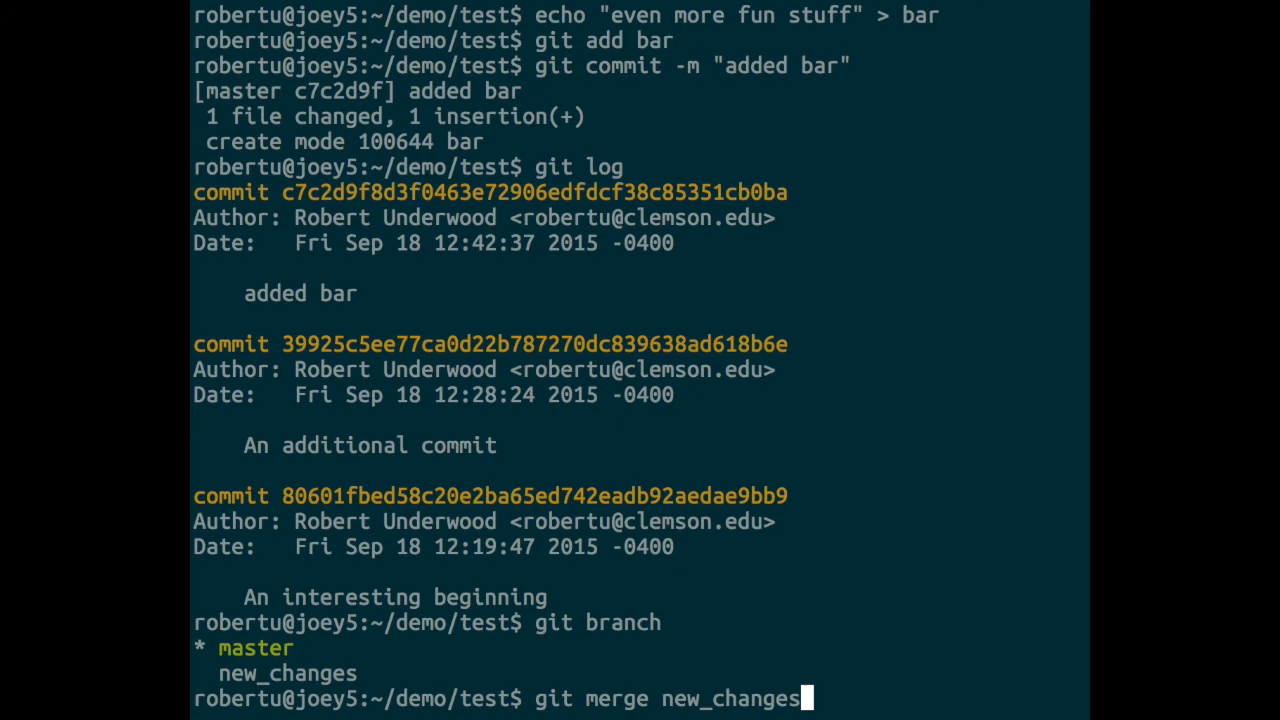 robertu@joey5:~/demo/test$ echo "even more fun stuff" > bar
robertu@joey5:~/demo/test$ git add bar
robertu@joey5:~/demo/test$ git commit -m "added bar"
[master c7c2d9f] added bar
 1 file changed, 1 insertion(+)
 create mode 100644 bar
robertu@joey5:~/demo/test$ git log
commit c7c2d9f8d3f0463e72906edfdcf38c85351cb0ba
Author: Robert Underwood <robertu@clemson.edu>
Date:   Fri Sep 18 12:42:37 2015 -0400

    added bar

commit 39925c5ee77ca0d22b787270dc839638ad618b6e
Author: Robert Underwood <robertu@clemson.edu>
Date:   Fri Sep 18 12:28:24 2015 -0400

    An additional commit

commit 80601fbed58c20e2ba65ed742eadb92aedae9bb9
Author: Robert Underwood <robertu@clemson.edu>
Date:   Fri Sep 18 12:19:47 2015 -0400

    An interesting beginning
robertu@joey5:~/demo/test$ git branch
* master
  new_changes
robertu@joey5:~/demo/test$ git merge new_changes